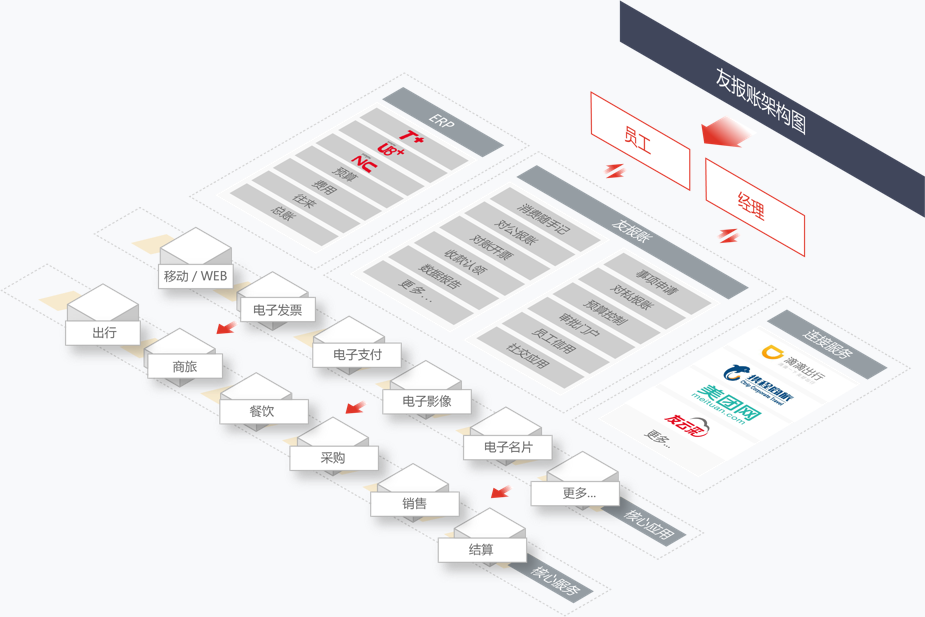 友报账架构图
员工
经理
ERP
T+
U8+
NC
预算
费用
往来
总账
友报账
消费随手记
对公报账
对账开票
收款认领
数据报告
更多...
事项申请
对私报账
预算控制
审批门户
员工信用
社交应用
连接服务
滴滴出行
携程商旅
Ctrip Corporate Travel
美团网
meituan.com
友云采
更多...
移动 / WEB
电子发票
电子支付
电子影像
电子名片
更多...
核心应用
出行
商旅
餐饮
采购
销售
结算
核心服务